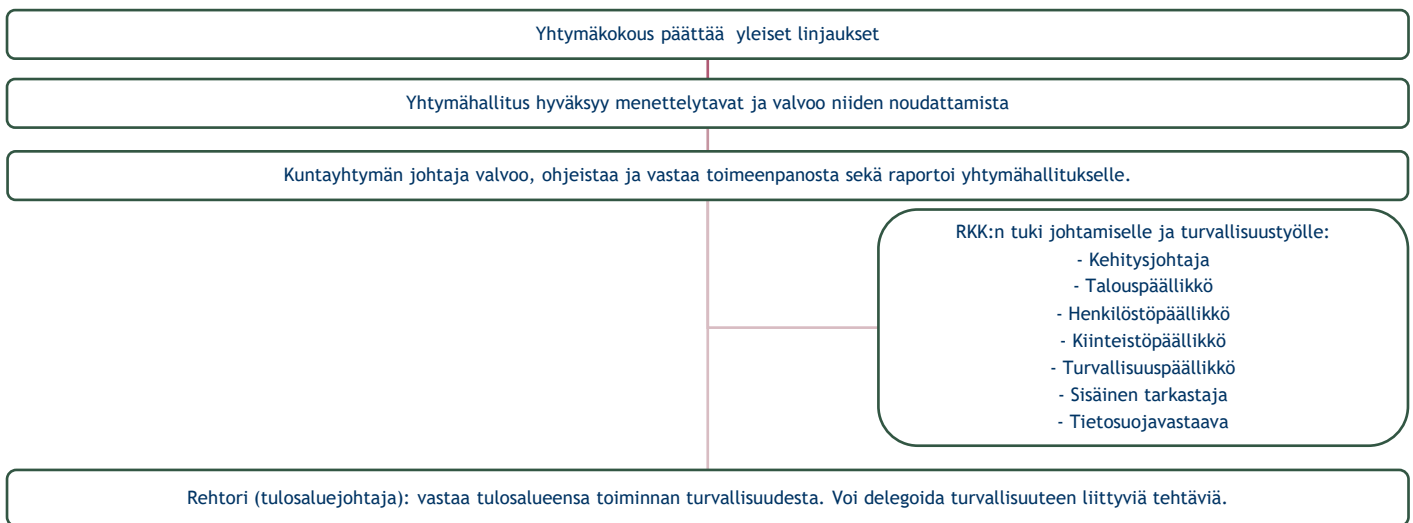 Yhtymäkokous päättää  yleiset linjaukset
Yhtymähallitus hyväksyy menettelytavat ja valvoo niiden noudattamista
Kuntayhtymän johtaja valvoo, ohjeistaa ja vastaa toimeenpanosta sekä raportoi yhtymähallitukselle.
RKK:n tuki johtamiselle ja turvallisuustyölle:
- Kehitysjohtaja
- Talouspäällikkö
- Henkilöstöpäällikkö
- Kiinteistöpäällikkö
- Turvallisuuspäällikkö
- Sisäinen tarkastaja
- Tietosuojavastaava
Rehtori (tulosaluejohtaja): vastaa tulosalueensa toiminnan turvallisuudesta. Voi delegoida turvallisuuteen liittyviä tehtäviä.